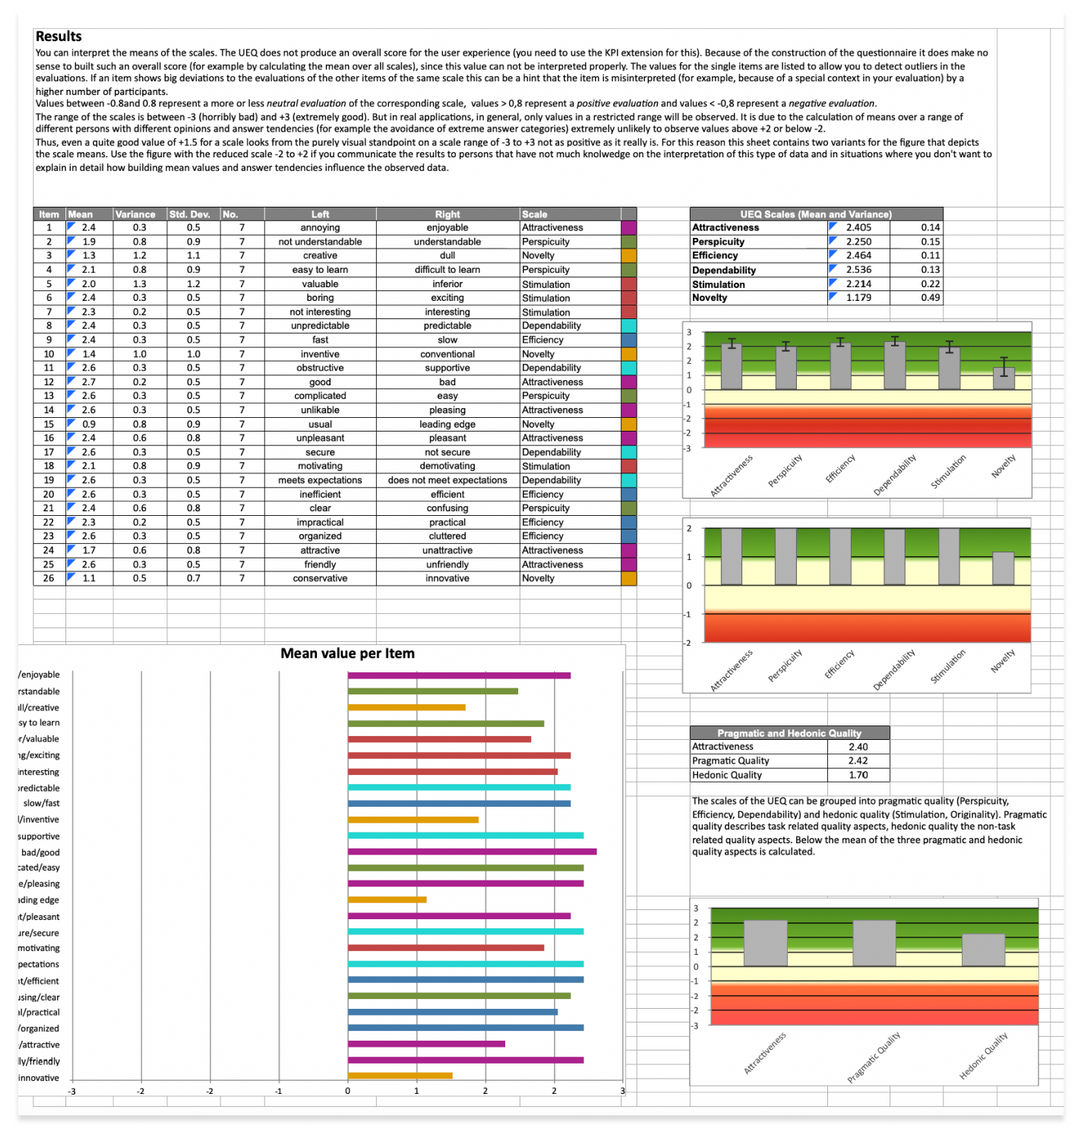 Results
You can interpret the means of the scales. The UEQ does not produce an overall score for the user experience (you need to use the KPI extension for this). Because of the construction of the questionnaire it does make no
sense to built such an overall score (for example by calculating the mean over all scales), since this value can not be interpreted properly. The values for the single items are listed to allow you to detect outliers in the
evaluations. If an item shows big deviations to the evaluations of the other items of the same scale this can be a hint that the item is misinterpreted (for example, because of a special context in your evaluation) by a
higher number of participants.
Values between -0.8and 0.8 represent a more or less neutral evaluation of the corresponding scale, values > 0,8 represent a positive evaluation and values < -0,8 represent a negative evaluation.
The range of the scales is between -3 (horribly bad) and +3 (extremely good). But in real applications, in general, only values in a restricted range will be observed. It is due to the calculation of means over a range of
different persons with different opinions and answer tendencies (for example the avoidance of extreme answer categories) extremely unlikely to observe values above +2 or below -2.
Thus, even a quite good value of +1.5 for a scale looks from the purely visual standpoint on a scale range of -3 to +3 not as positive as it really is. For this reason this sheet contains two variants for the figure that depicts
the scale means. Use the figure with the reduced scale -2 to +2 if you communicate the results to persons that have not much knolwedge on the interpretation of this type of data and in situations where you don't want to
explain in detail how building mean values and answer tendencies influence the observed data.
Item Mean Variance Std. Dev. No. Left Right Scale
1 2.4 0.3 0.5 7 annoying enjoyable Attractiveness
2 1.9 0.8 0.9 7 not understandable understandable Perspicuity
3 1.3 1.2 1.1 7 creative dull Novelty
4 2.1 0.8 0.9 7 easy to learn difficult to learn Perspicuity
5 2.0 1.3 1.2 7 valuable inferior Stimulation
6 2.4 0.3 0.5 7 boring exciting Stimulation
7 2.3 0.2 0.5 7 not interesting interesting Stimulation
8 2.4 0.3 0.5 7 unpredictable predictable Dependability
9 2.4 0.3 0.5 7 fast slow Efficiency
10 1.4 1.0 1.0 7 inventive conventional Novelty
11 2.6 0.3 0.5 7 obstructive supportive Dependability
12 2.7 0.2 0.5 7 good bad Attractiveness
13 2.6 0.3 0.5 7 complicated easy Perspicuity
14 2.6 0.3 0.5 7 unlikable pleasing Attractiveness
15 0.9 0.8 0.9 7 usual leading edge Novelty
16 2.4 0.6 0.8 7 unpleasant pleasant Attractiveness
17 2.6 0.3 0.5 7 secure not secure Dependability
18 2.1 0.8 0.9 7 motivating demotivating Stimulation
19 2.6 0.3 0.5 7 meets expectations does not meet expectations Dependability
20 2.6 0.3 0.5 7 inefficient efficient Efficiency
21 2.4 0.6 0.8 7 clear confusing Perspicuity
22 2.3 0.2 0.5 7 impractical practical Efficiency
23 2.6 0.3 0.5 7 organized cluttered Efficiency
24 1.7 0.6 0.8 7 attractive unattractive Attractiveness
25 2.6 0.3 0.5 7 friendly unfriendly Attractiveness
26 1.1 0.5 0.7 7 conservative innovative Novelty
UEQ Scales (Mean and Variance)
Attractiveness 2.405 0.14
Perspicuity 2.250 0.15
Efficiency 2.464 0.11
Dependability 2.536 0.13
Stimulation 2.214 0.22
Novelty 1.179 0.49
3
2
2
1
0
-1
-2
-2
-3
Attractiveness Perspicuity Efficiency Dependability Stimulation Novelty
2
1
0
-1
-2
Attractiveness Perspicuity Efficiency Dependability Stimulation Novelty
Mean value per Item
/enjoyable
rstandable
ll/creative
sy to learn
r/valuable
ng/exciting
interesting
predictable
slow/fast
l/inventive
supportive
bad/good
cated/easy
e/pleasing
ading edge
nt/pleasant
ure/secure
motivating
pectations
nt/efficient
using/clear
al/practical
/organized
/attractive
lly/friendly
innovative
-3 -2 -2 -1 0 1 2 2 3
Pragmatic and Hedonic Quality
Attractiveness 2.40
Pragmatic Quality 2.42
Hedonic Quality 1.70
The scales of the UEQ can be grouped into pragmatic quality (Perspicuity,
Efficiency, Dependability) and hedonic quality (Stimulation, Originality). Pragmatic
quality describes task related quality aspects, hedonic quality the non-task
related quality aspects. Below the mean of the three pragmatic and hedonic
quality aspects is calculated.
3
2
2
1
0
-1
-2
-2
-3
Attractiveness Pragmatic Quality Hedonic Quality